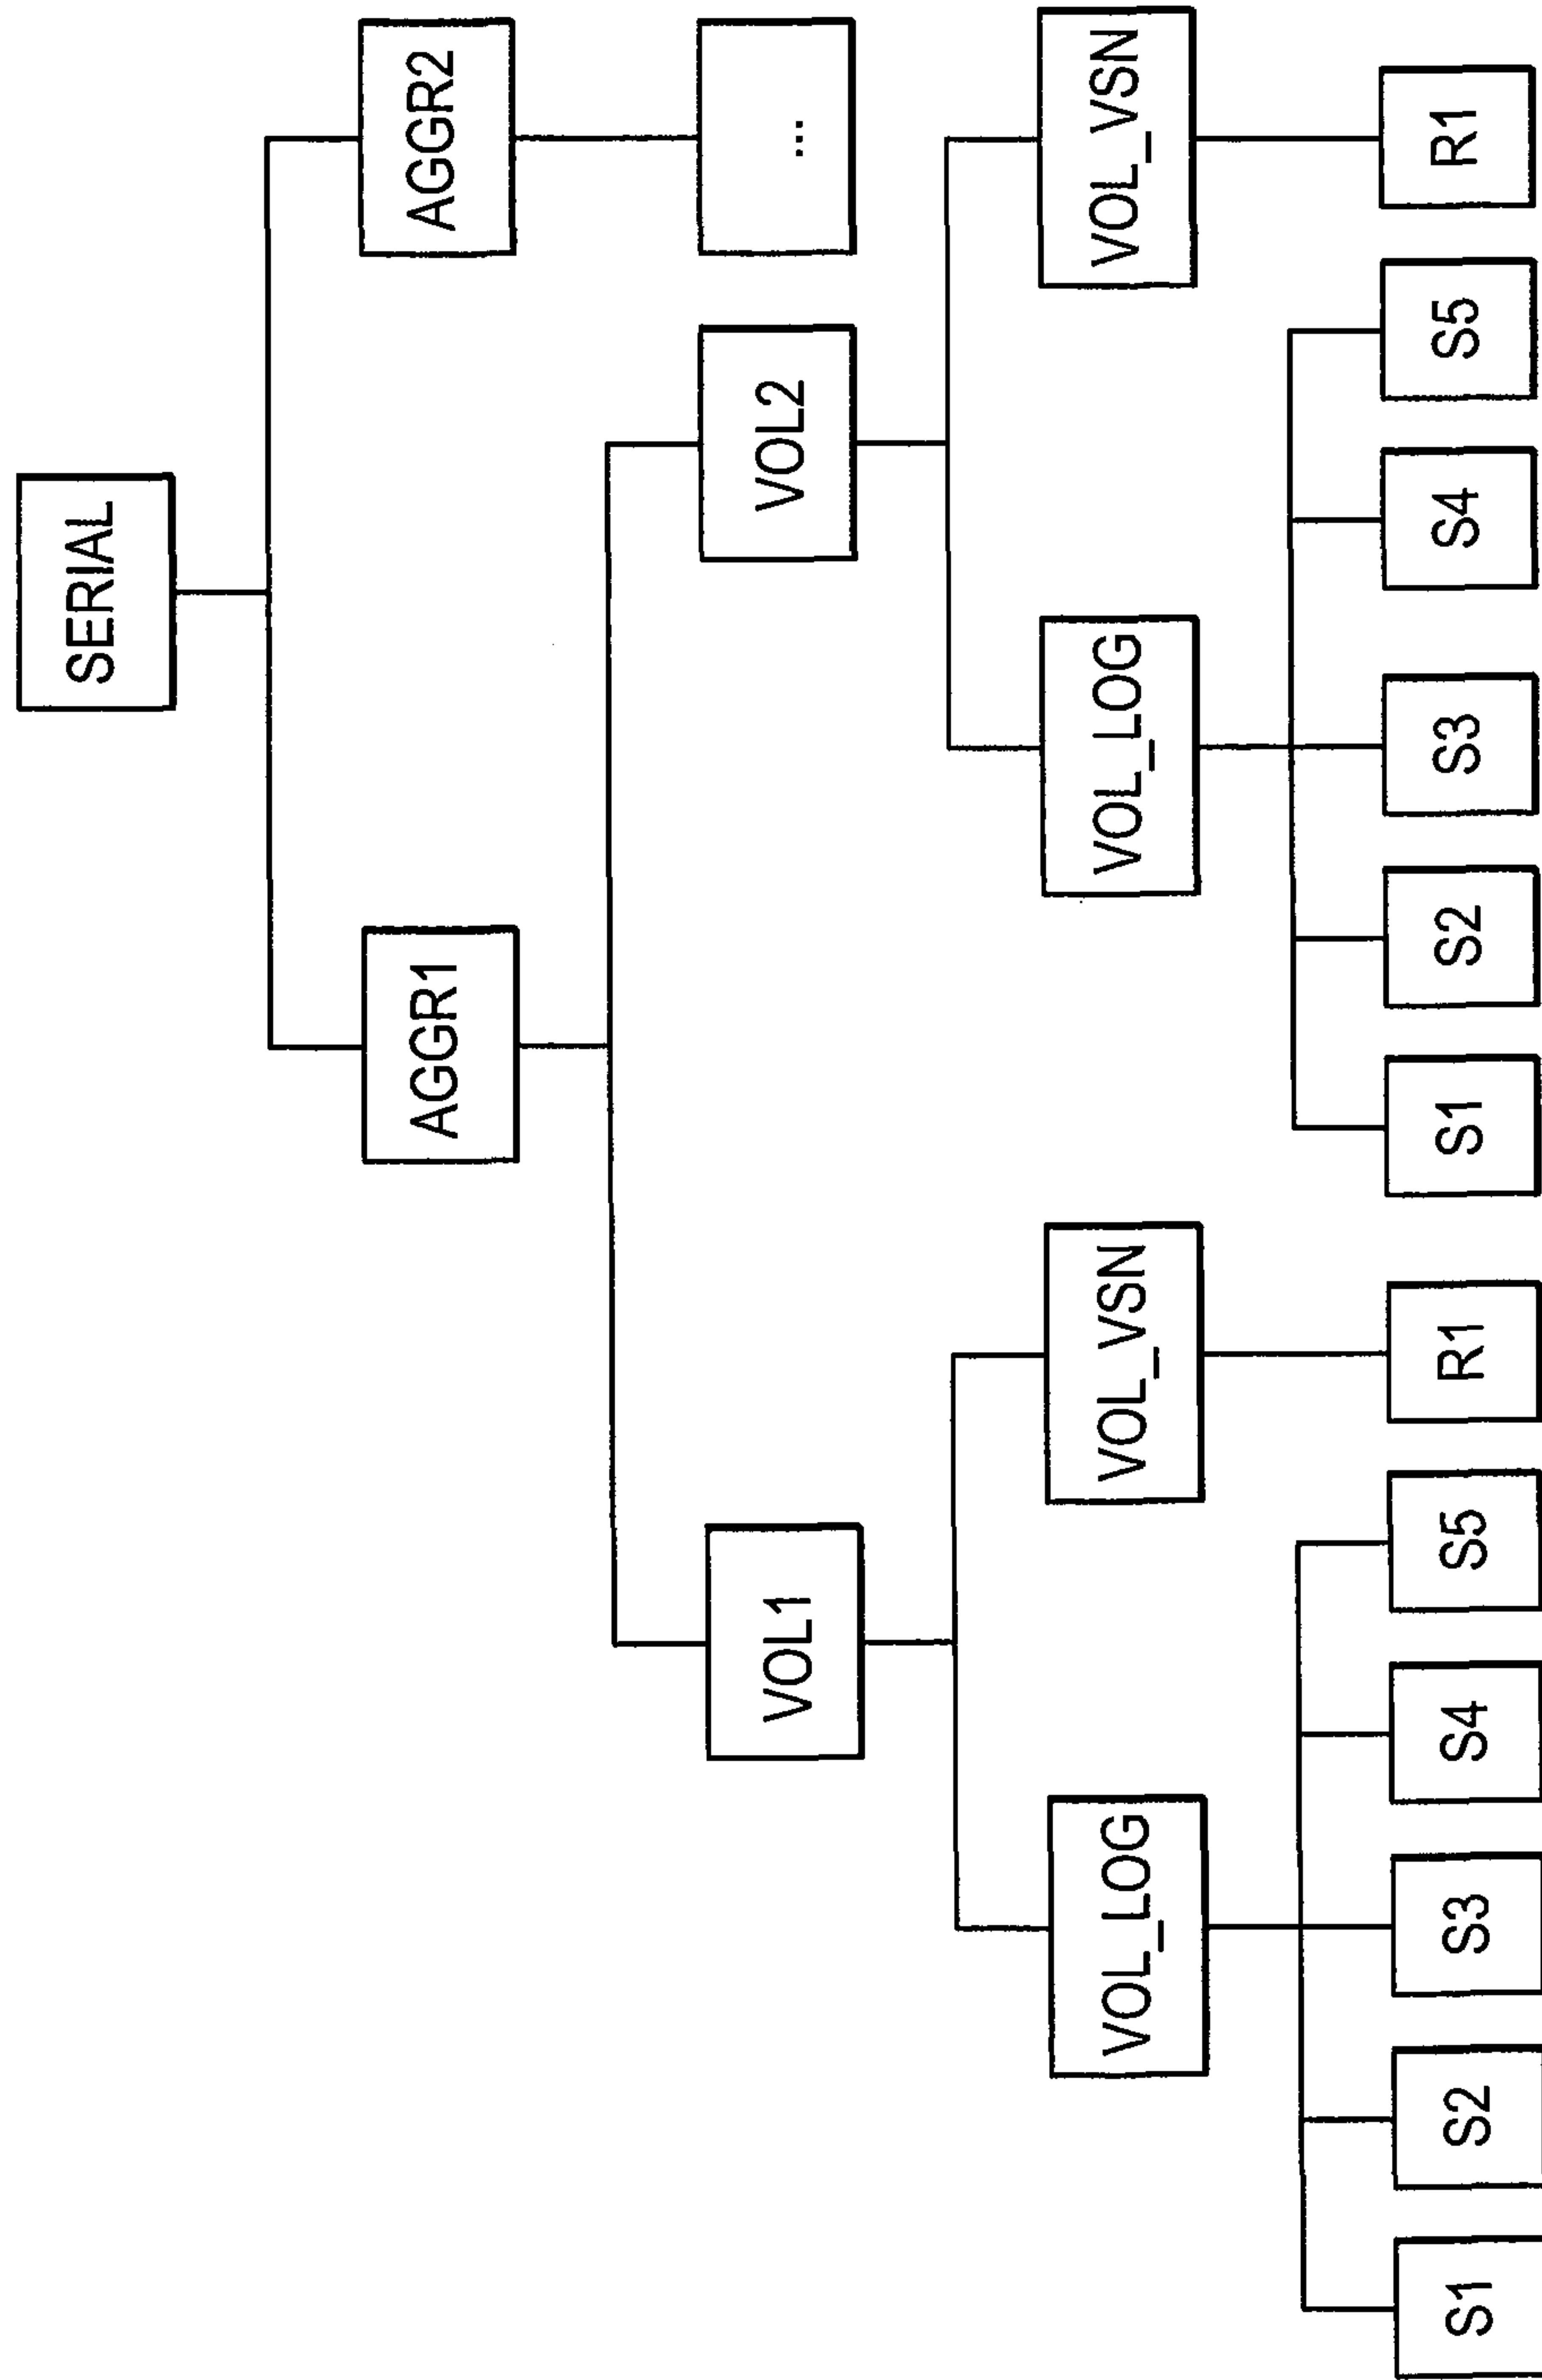 SERIAL
AGGR1
AGGR2
VOL1
VOL2
...
VOL_LOG
VOL_VSN
VOL_LOG
VOL_VSN
S1
S2
S3
S4
S5
R1
S1
S2
S3
S4
S5
R1